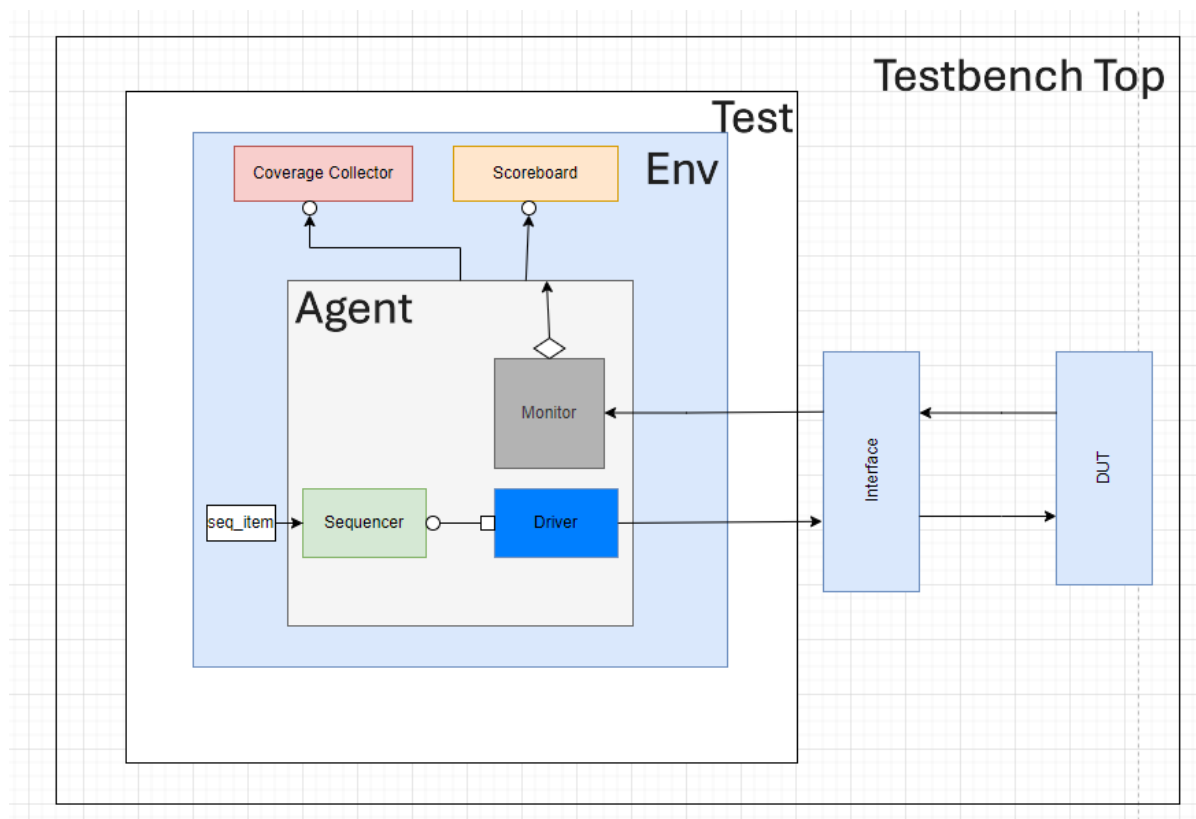 Testbench Top
Test
Env
Coverage Collector
Scoreboard
Agent
Monitor
Interface
DUT
seq_item
Sequencer
Driver